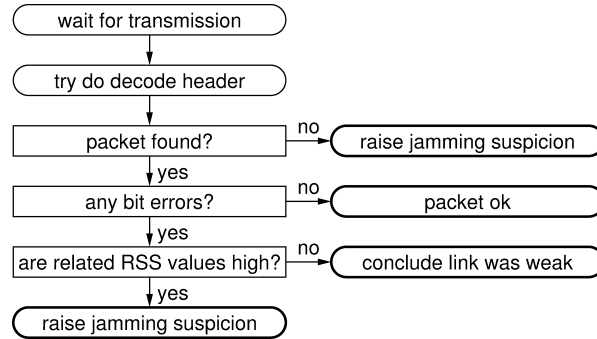 wait for transmission
try do decode header
packet found?
no
raise jamming suspicion
yes
any bit errors?
no
packet ok
yes
are related RSS values high?
no
conclude link was weak
yes
raise jamming suspicion